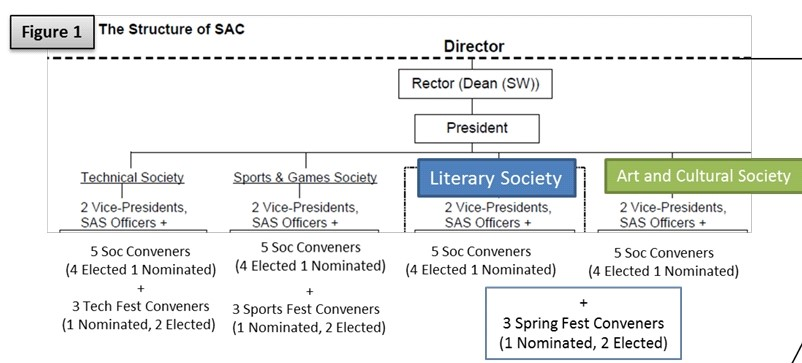 Figure 1
The Structure of SAC
Director
Rector (Dean (SW))
President
Technical Society
2 Vice-Presidents,
SAS Officers +
5 Soc Conveners
(4 Elected 1 Nominated)
+
3 Tech Fest Conveners
(1 Nominated, 2 Elected)
Sports & Games Society
2 Vice-Presidents,
SAS Officers +
5 Soc Conveners
(4 Elected 1 Nominated)
+
3 Sports Fest Conveners
(1 Nominated, 2 Elected)
Literary Society
2 Vice-Presidents,
SAS Officers +
5 Soc Conveners
(4 Elected 1 Nominated)
Art and Cultural Society
2 Vice-Presidents,
SAS Officers +
5 Soc Conveners
(4 Elected 1 Nominated)
+
3 Spring Fest Conveners
(1 Nominated, 2 Elected)